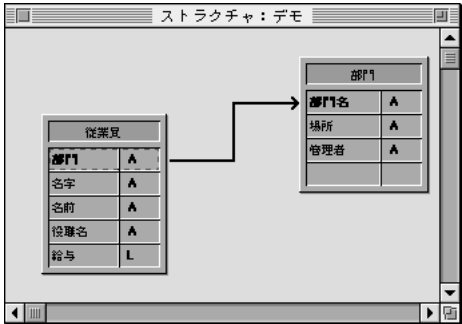 ストラクチャ：デモ
部門
部門名 A
場所 A
管理者 A
従業員
部門 A
名字 A
名前 A
役職名 A
給与 L